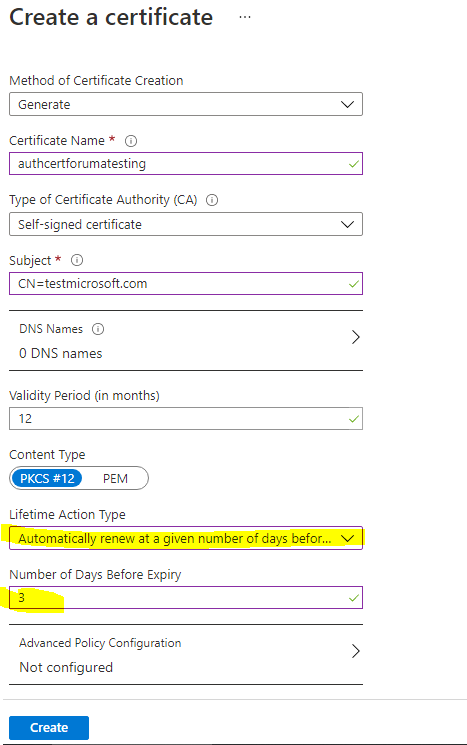 Create a certificate ...
Method of Certificate Creation
Generate
Certificate Name *
authcertforumatesting
Type of Certificate Authority (CA)
Self-signed certificate
Subject *
CN=testmicrosoft.com
DNS Names
0 DNS names
Validity Period (in months)
12
Content Type
PKCS #12 PEM
Lifetime Action Type
Automatically renew at a given number of days befor...
Number of Days Before Expiry
3
Advanced Policy Configuration
Not configured
Create